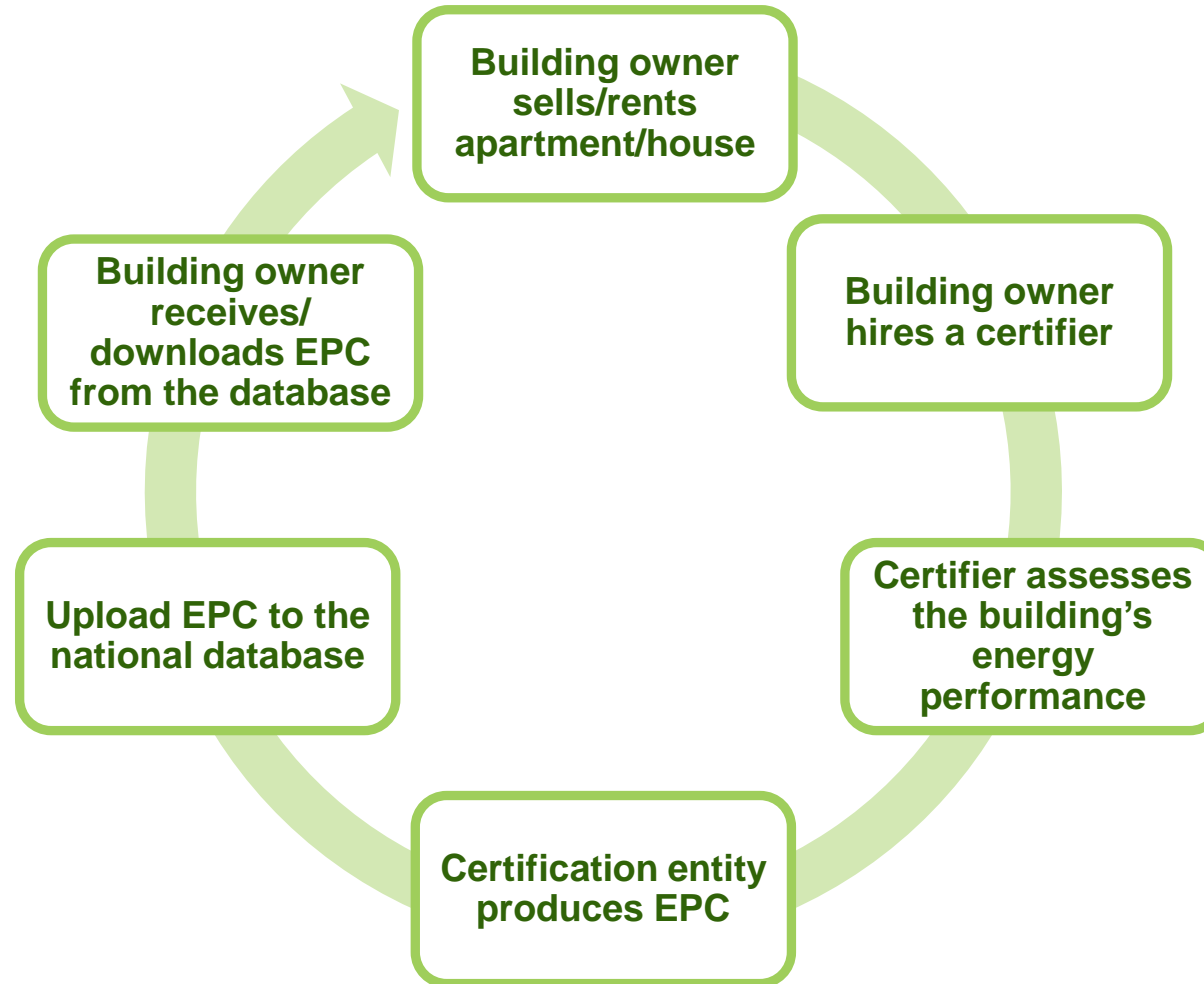 Building owner
sells/rents
apartment/house
Building owner
hires a certifier
Certifier assesses
the building’s
energy
performance
Certification entity
produces EPC
Upload EPC to the
national database
Building owner
receives/
downloads EPC
from the database